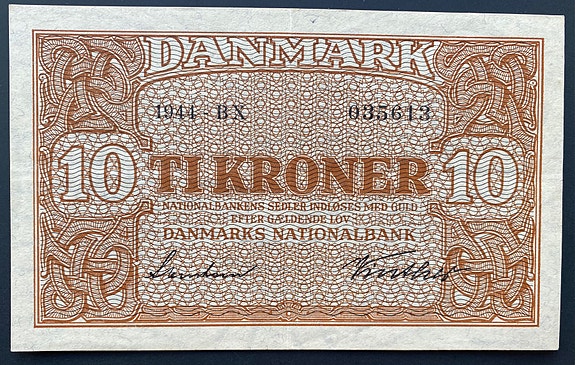 DANMARK
1944 - BX 035613
10 TI KRONER 10
NATIONALBANKENS SEDLER INDLØSES MED GULD
EFTER GÆLDENDE LOV
DANMARKS NATIONALBANK